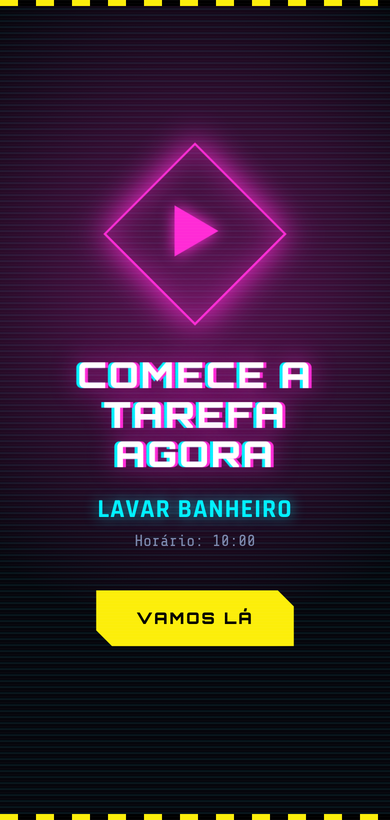 COMECE A
TAREFA
AGORA
LAVAR BANHEIRO
Horário: 10:00
VAMOS LÁ